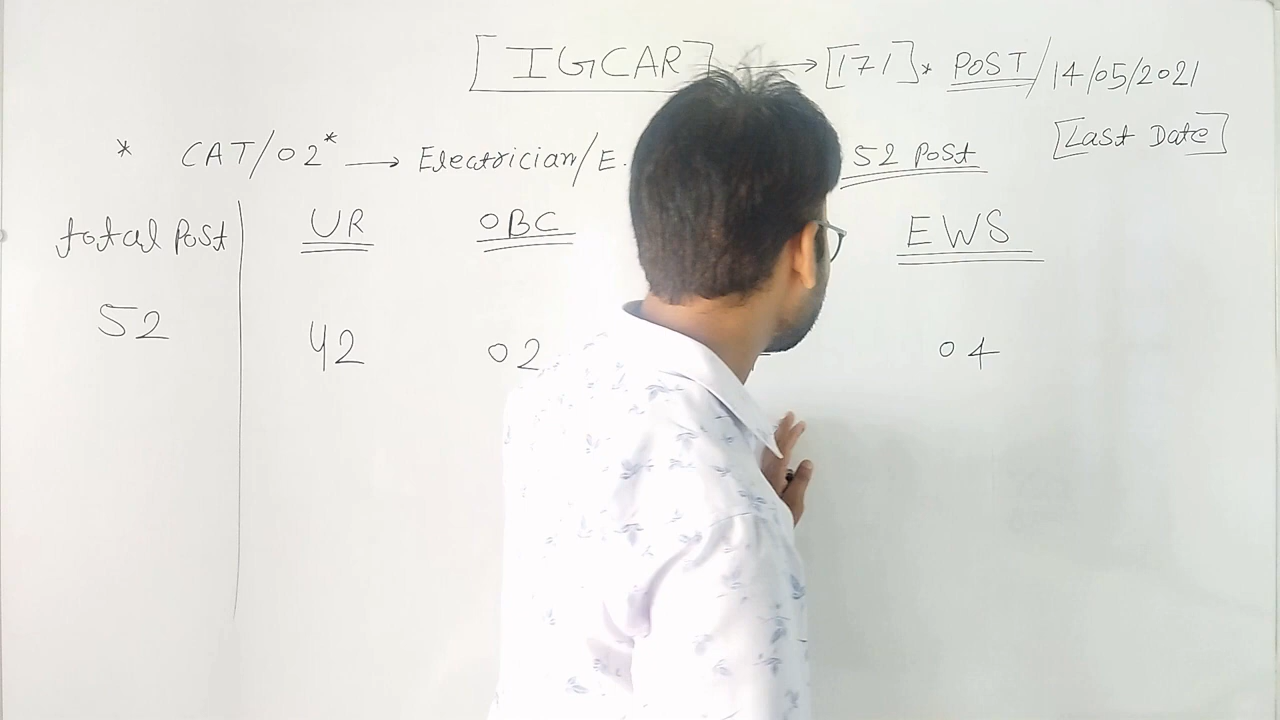 [IGCAR] → [171]* POST/14/05/2021
[Last Date]
* CAT/02* → Electrician/E. 52 Post
total Post UR OBC EWS
52 42 02 04